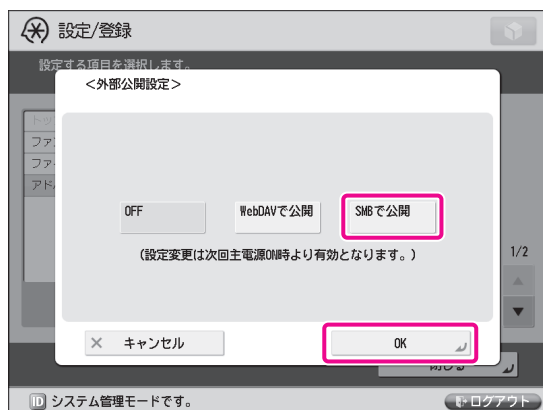 設定/登録
設定する項目を選択します。
<外部公開設定>
トッ
ファ
ファ
アド
OFF
WebDAVで公開
SMBで公開
(設定変更は次回主電源ON時より有効となります。)
1/2
× キャンセル
OK
閉じる
ID システム管理モードです。
ログアウト